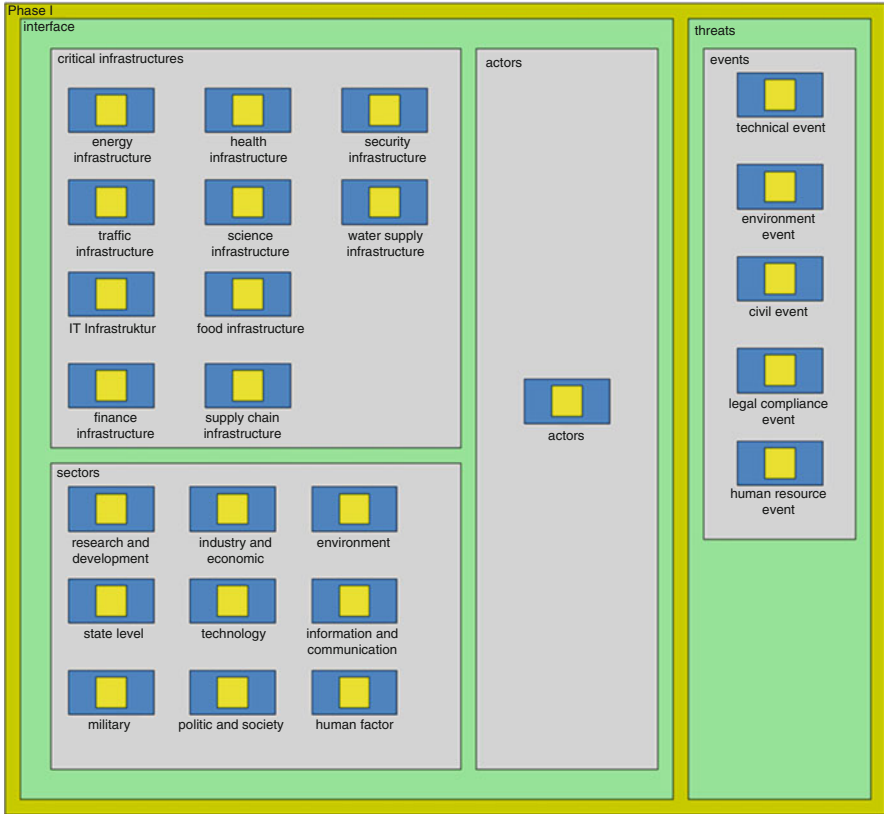 Phase I
interface
critical infrastructures
energy
infrastructure
health
infrastructure
security
infrastructure
traffic
infrastructure
science
infrastructure
water supply
infrastructure
IT Infrastruktur
food infrastructure
finance
infrastructure
supply chain
infrastructure
sectors
research and
development
industry and
economic
environment
state level
technology
information and
communication
military
politic and society
human factor
actors
actors
threats
events
technical event
environment
event
civil event
legal compliance
event
human resource
event